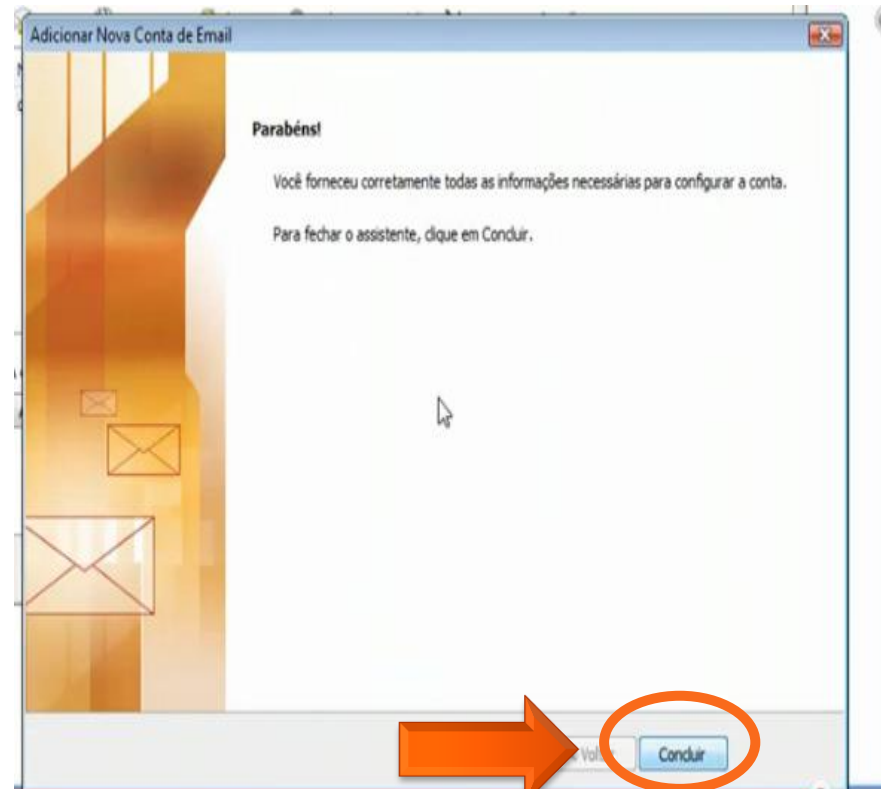 Adicionar Nova Conta de Email
Parabéns!
Você forneceu corretamente todas as informações necessárias para configurar a conta.
Para fechar o assistente, clique em Concluir.
Concluir